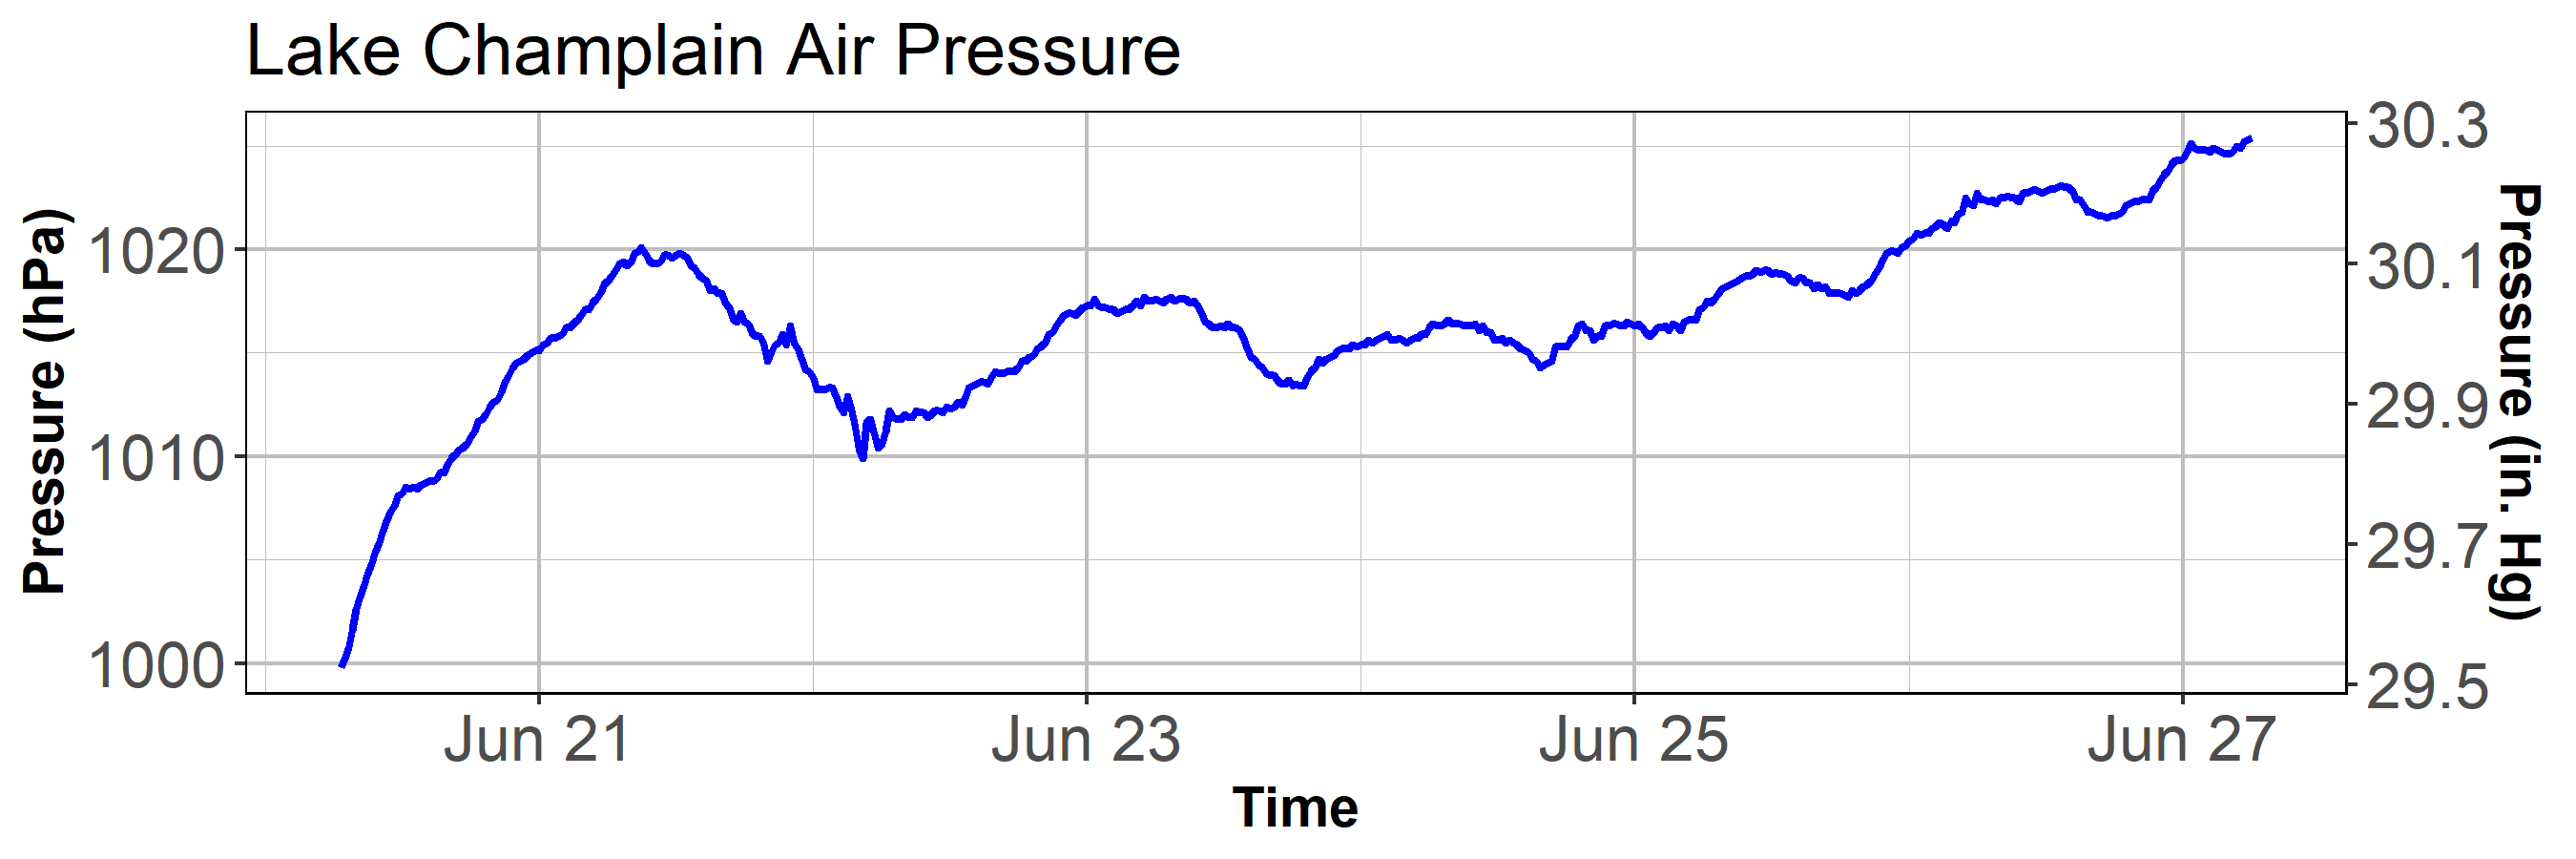 Lake Champlain Air Pressure
Pressure (hPa)
1020
1010
1000
30.3
30.1
29.9
29.7
29.5
Pressure (in. Hg)
Jun 21
Jun 23
Jun 25
Jun 27
Time